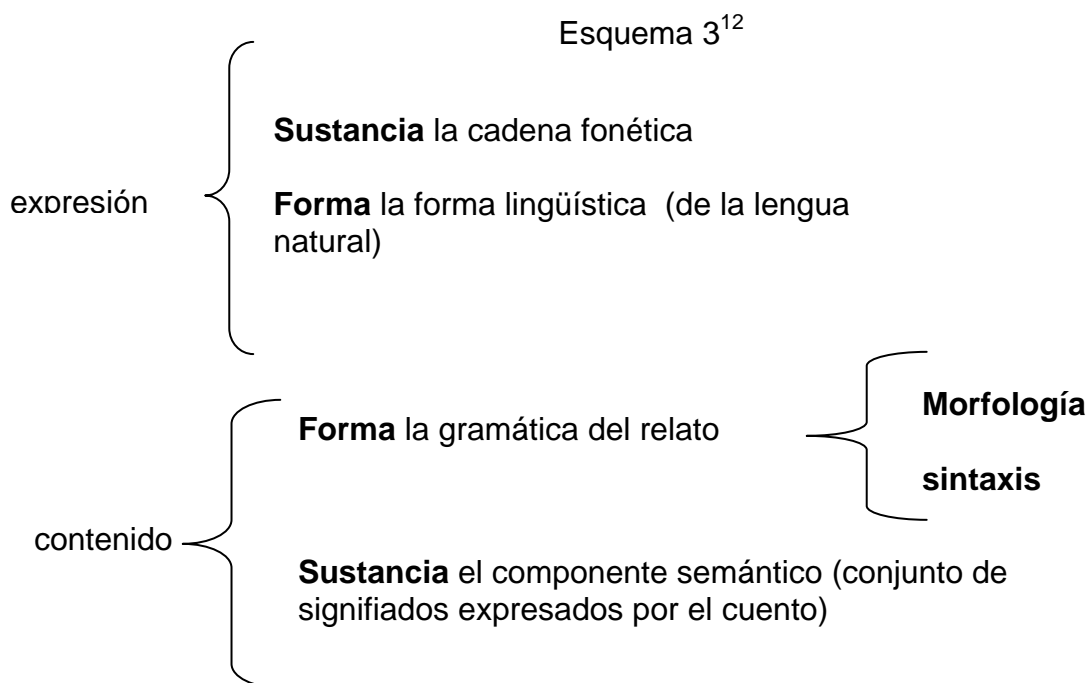 Esquema 3¹²
expresión
Sustancia la cadena fonética
Forma la forma lingüística (de la lengua
natural)
contenido
Forma la gramática del relato
Morfología
sintaxis
Sustancia el componente semántico (conjunto de
signifiados expresados por el cuento)